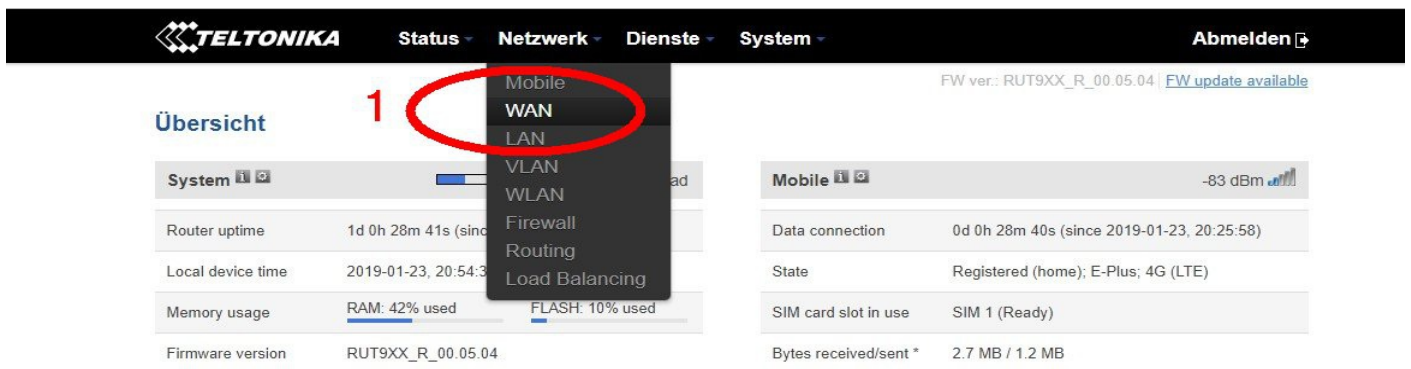 TELTONIKA Status Netzwerk Dienste System Abmelden
Mobile
FW ver.: RUT9XX_R_00.05.04 FW update available
1
WAN
Übersicht
LAN
VLAN
WLAN
Firewall
Routing
Load Balancing
System ad
Router uptime 1d 0h 28m 41s (sinc
Local device time 2019-01-23, 20:54:3
Memory usage RAM: 42% used FLASH: 10% used
Firmware version RUT9XX_R_00.05.04
Mobile -83 dBm
Data connection 0d 0h 28m 40s (since 2019-01-23, 20:25:58)
State Registered (home); E-Plus; 4G (LTE)
SIM card slot in use SIM 1 (Ready)
Bytes received/sent * 2.7 MB / 1.2 MB